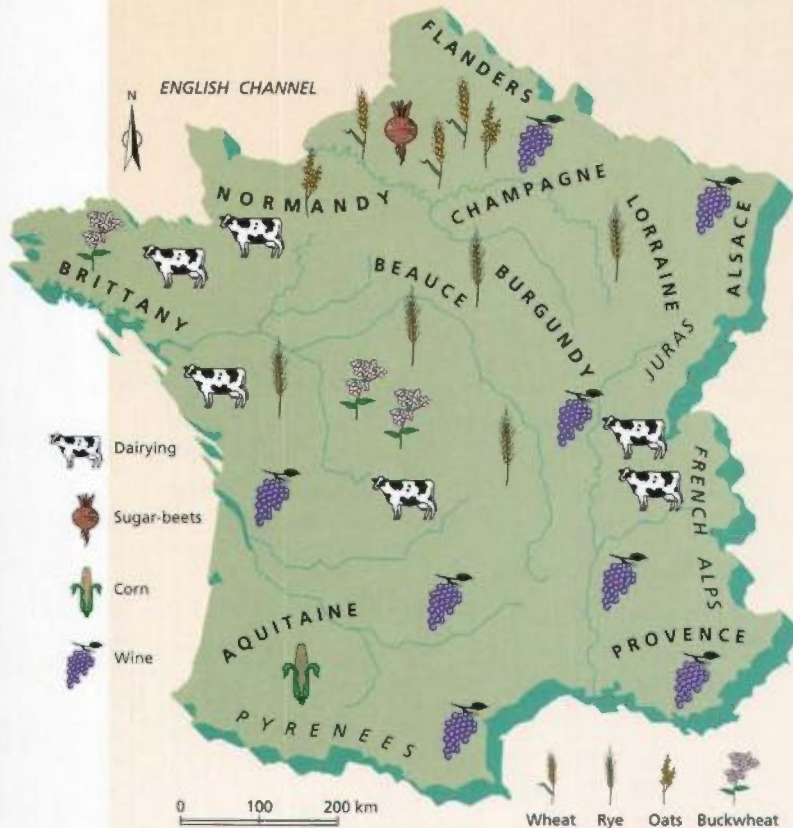 FLANDERS
ENGLISH CHANNEL
N
NORMANDY
CHAMPAGNE
LORRAINE
ALSACE
BRITTANY
BEAUCE
BURGUNDY
JURAS
Dairying
FRENCH ALPS
Sugar-beets
Corn
AQUITAINE
Wine
PROVENCE
PYRENEES
0 100 200 km
Wheat Rye Oats Buckwheat